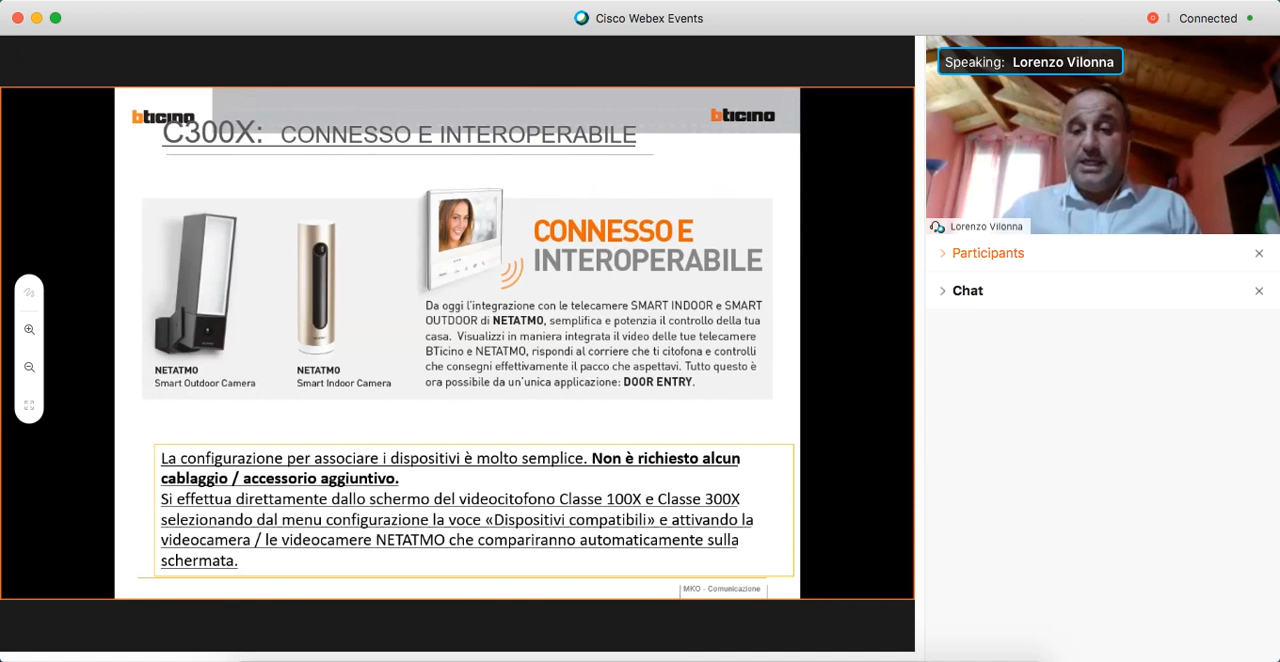 Cisco Webex Events
Connected
Speaking: Lorenzo Vilonna
bticino
bticino
C300X: CONNESSO E INTEROPERABILE
CONNESSO E
INTEROPERABILE
Da oggi l'integrazione con le telecamere SMART INDOOR e SMART
OUTDOOR di NETATMO, semplifica e potenzia il controllo della tua
casa. Visualizzi in maniera integrata il video delle tue telecamere
BTicino e NETATMO, rispondi al corriere che ti citofona e controlli
che consegni effettivamente il pacco che aspettavi. Tutto questo è
ora possibile da un'unica applicazione: DOOR ENTRY.
NETATMO
Smart Outdoor Camera
NETATMO
Smart Indoor Camera
La configurazione per associare i dispositivi è molto semplice. Non è richiesto alcun
cablaggio / accessorio aggiuntivo.
Si effettua direttamente dallo schermo del videocitofono Classe 100X e Classe 300X
selezionando dal menu configurazione la voce «Dispositivi compatibili» e attivando la
videocamera / le videocamere NETATMO che compariranno automaticamente sulla
schermata.
MKO - Comunicazione
Lorenzo Vilonna
Participants
Chat